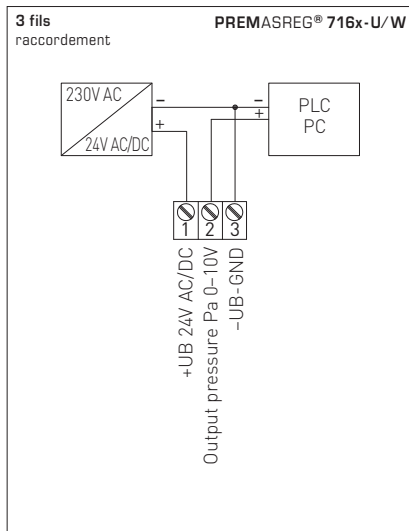 3 fils
raccordement
PREMASREG® 716x-U/W
230V AC
24V AC/DC
–
+
–
+
PLC
PC
1 2 3
+UB 24V AC/DC
Output pressure Pa 0–10V
–UB-GND